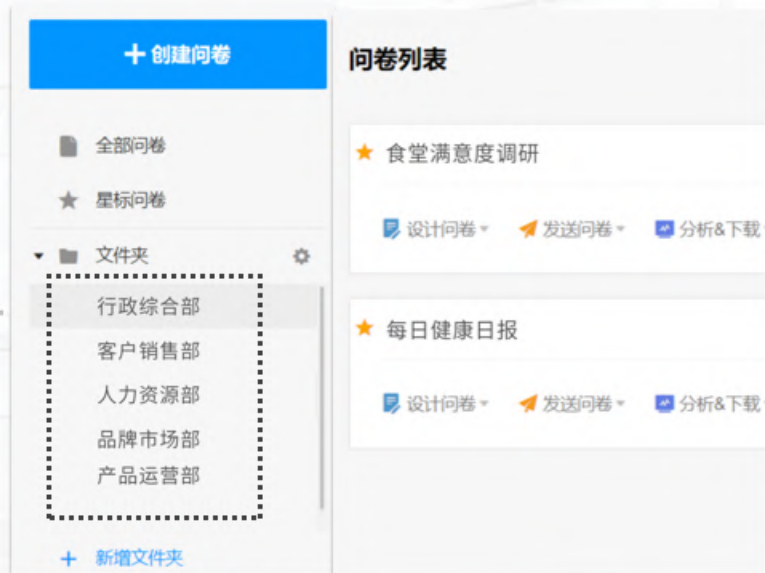 + 创建问卷
全部问卷
星标问卷
文件夹
行政综合部
客户销售部
人力资源部
品牌市场部
产品运营部
+ 新增文件夹
问卷列表
食堂满意度调研
设计问卷 发送问卷 分析&下载
每日健康日报
设计问卷 发送问卷 分析&下载